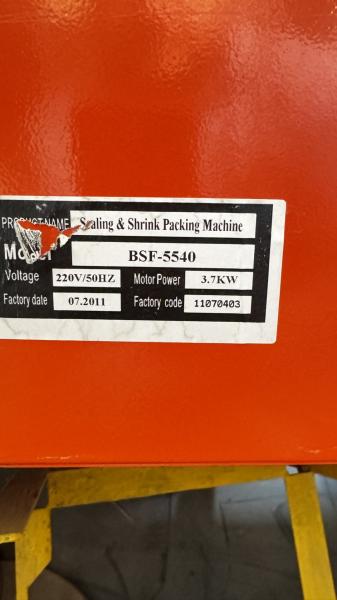 PRODUCT NAME Sealing & Shrink Packing Machine
Model BSF-5540
Voltage 220V/50HZ Motor Power 3.7KW
Factory date 07.2011 Factory code 11070403